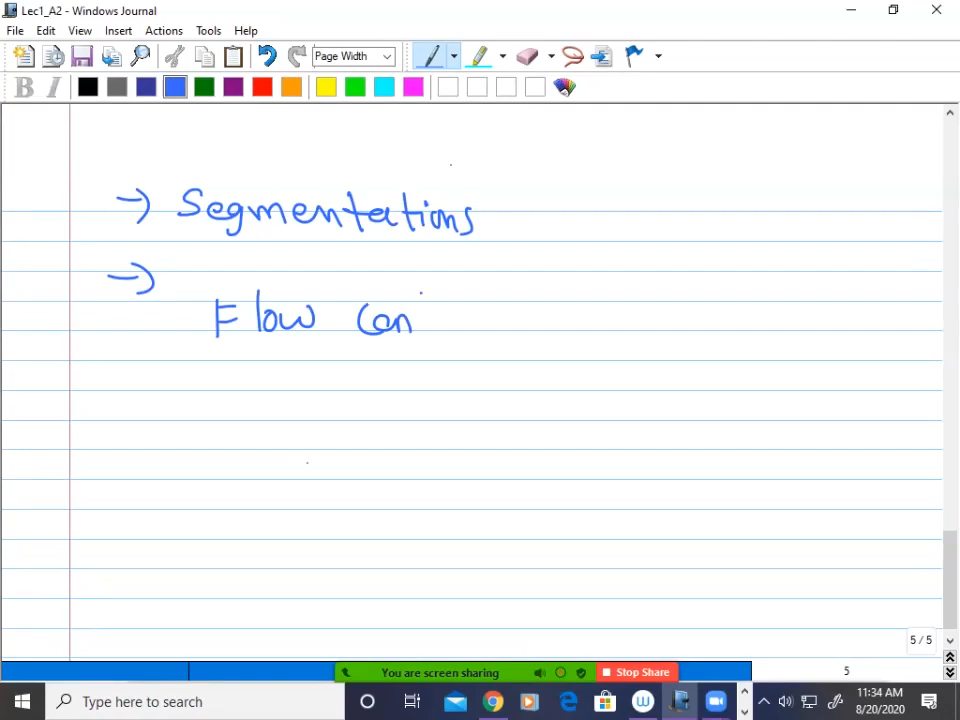 Lec1_A2 - Windows Journal
File Edit View Insert Actions Tools Help
Page Width
B I
→ Segmentations
→
Flow Con
5 / 5
You are screen sharing Stop Share
5
Type here to search
11:34 AM
8/20/2020